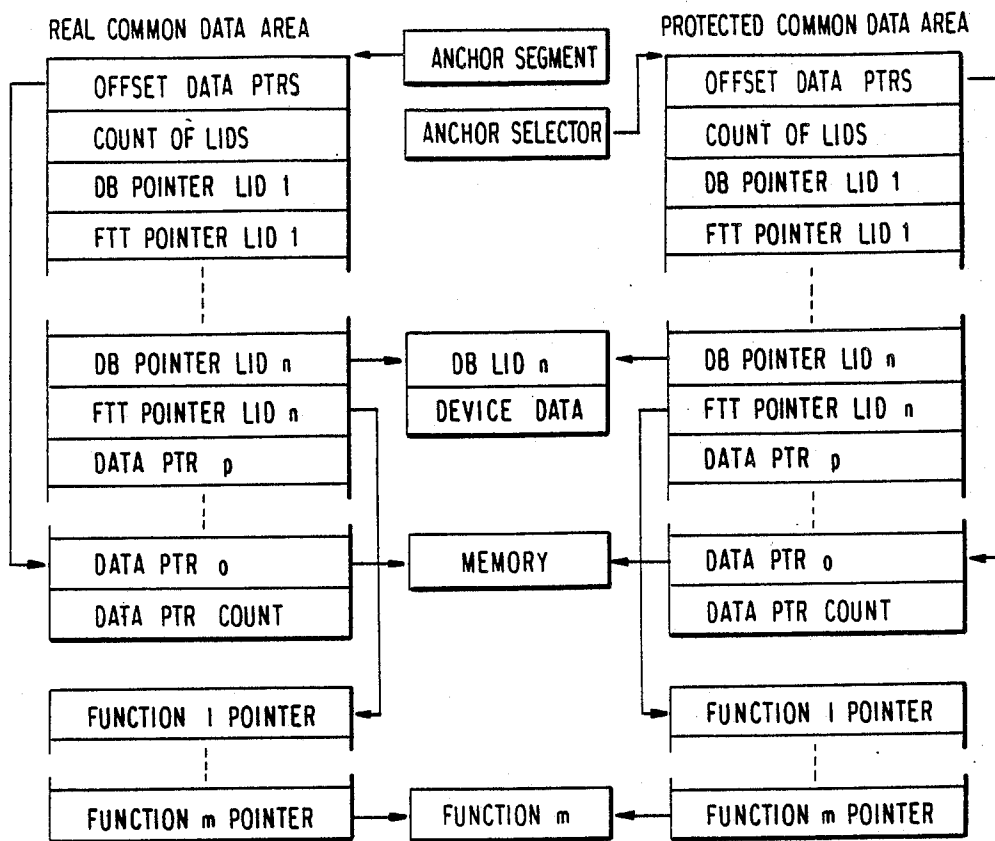 REAL COMMON DATA AREA
OFFSET DATA PTRS
COUNT OF LIDS
DB POINTER LID 1
FTT POINTER LID 1
DB POINTER LID n
FTT POINTER LID n
DATA PTR p
DATA PTR o
DATA PTR COUNT
FUNCTION 1 POINTER
FUNCTION m POINTER
ANCHOR SEGMENT
ANCHOR SELECTOR
DB LID n
DEVICE DATA
MEMORY
FUNCTION m
PROTECTED COMMON DATA AREA
OFFSET DATA PTRS
COUNT OF LIDS
DB POINTER LID 1
FTT POINTER LID 1
DB POINTER LID n
FTT POINTER LID n
DATA PTR p
DATA PTR o
DATA PTR COUNT
FUNCTION 1 POINTER
FUNCTION m POINTER